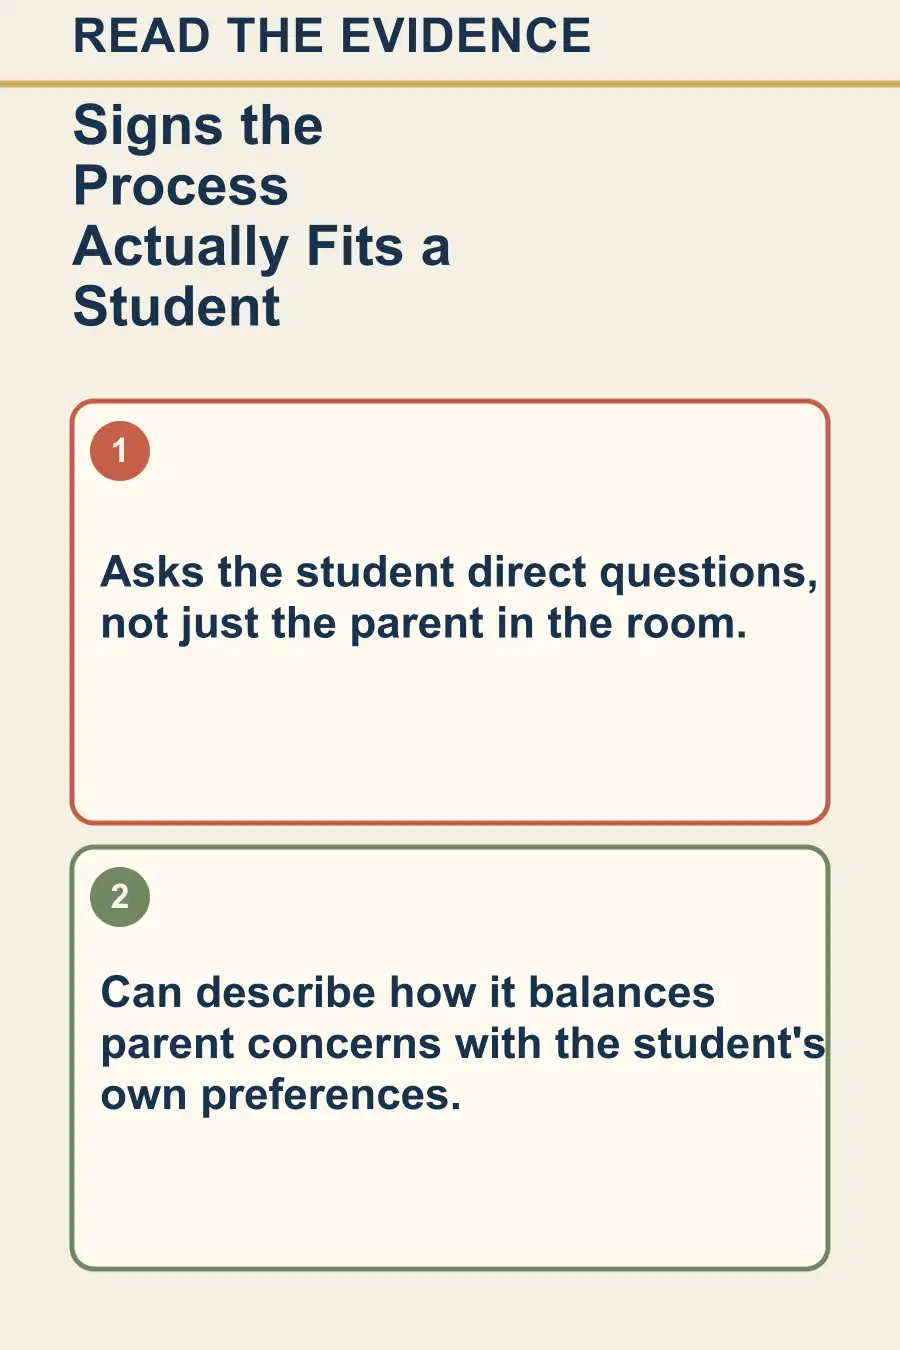 READ THE EVIDENCE
Signs the
Process
Actually Fits a
Student
1
Asks the student direct questions,
not just the parent in the room.
2
Can describe how it balances
parent concerns with the student's
own preferences.